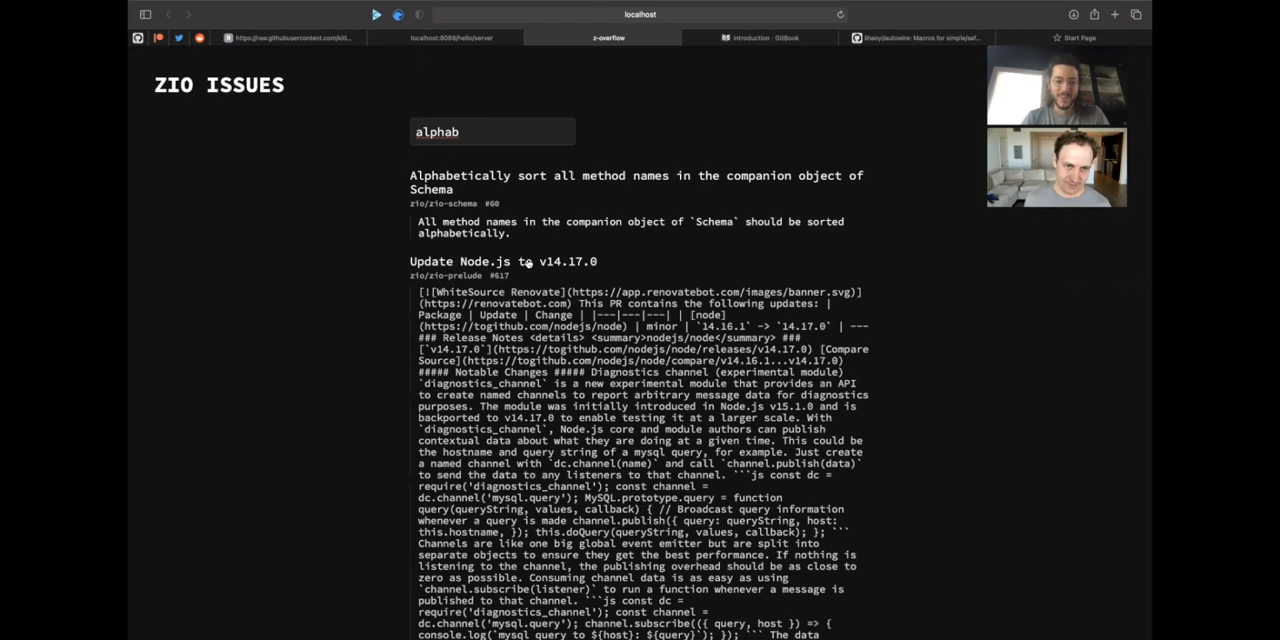 localhost
https://raw.githubusercontent.com/kitl...
localhost:8088/hello/server
z-overflow
Introduction - GitBook
lihaoyi/autowire: Macros for simple/saf...
Start Page
ZIO ISSUES
alphab
Alphabetically sort all method names in the companion object of
Schema
zio/zio-schema #60
All method names in the companion object of `Schema` should be sorted
alphabetically.
Update Node.js to v14.17.0
zio/zio-prelude #617
[![WhiteSource Renovate](https://app.renovatebot.com/images/banner.svg)]
(https://renovatebot.com) This PR contains the following updates: |
Package | Update | Change | |---|---|---| | [node]
(https://togithub.com/nodejs/node) | minor | `14.16.1` -> `14.17.0` | ---
### Release Notes <details> <summary>nodejs/node</summary> ###
[`v14.17.0`](https://togithub.com/nodejs/node/releases/v14.17.0) [Compare
Source](https://togithub.com/nodejs/node/compare/v14.16.1...v14.17.0)
##### Notable Changes ##### Diagnostics channel (experimental module)
`diagnostics_channel` is a new experimental module that provides an API
to create named channels to report arbitrary message data for diagnostics
purposes. The module was initially introduced in Node.js v15.1.0 and is
backported to v14.17.0 to enable testing it at a larger scale. With
`diagnostics_channel`, Node.js core and module authors can publish
contextual data about what they are doing at a given time. This could be
the hostname and query string of a mysql query, for example. Just create
a named channel with `dc.channel(name)` and call `channel.publish(data)`
to send the data to any listeners to that channel. ```js const dc =
require('diagnostics_channel'); const channel =
dc.channel('mysql.query'); MySQL.prototype.query = function
query(queryString, values, callback) { // Broadcast query information
whenever a query is made channel.publish({ query: queryString, host:
this.hostname, }); this.doQuery(queryString, values, callback); }; ```
Channels are like one big global event emitter but are split into
separate objects to ensure they get the best performance. If nothing is
listening to the channel, the publishing overhead should be as close to
zero as possible. Consuming channel data is as easy as using
`channel.subscribe(listener)` to run a function whenever a message is
published to that channel. ```js const dc =
require('diagnostics_channel'); const channel =
dc.channel('mysql.query'); channel.subscribe(({ query, host }) => {
console.log(`mysql query to ${host}: ${query}`); }); ``` The data